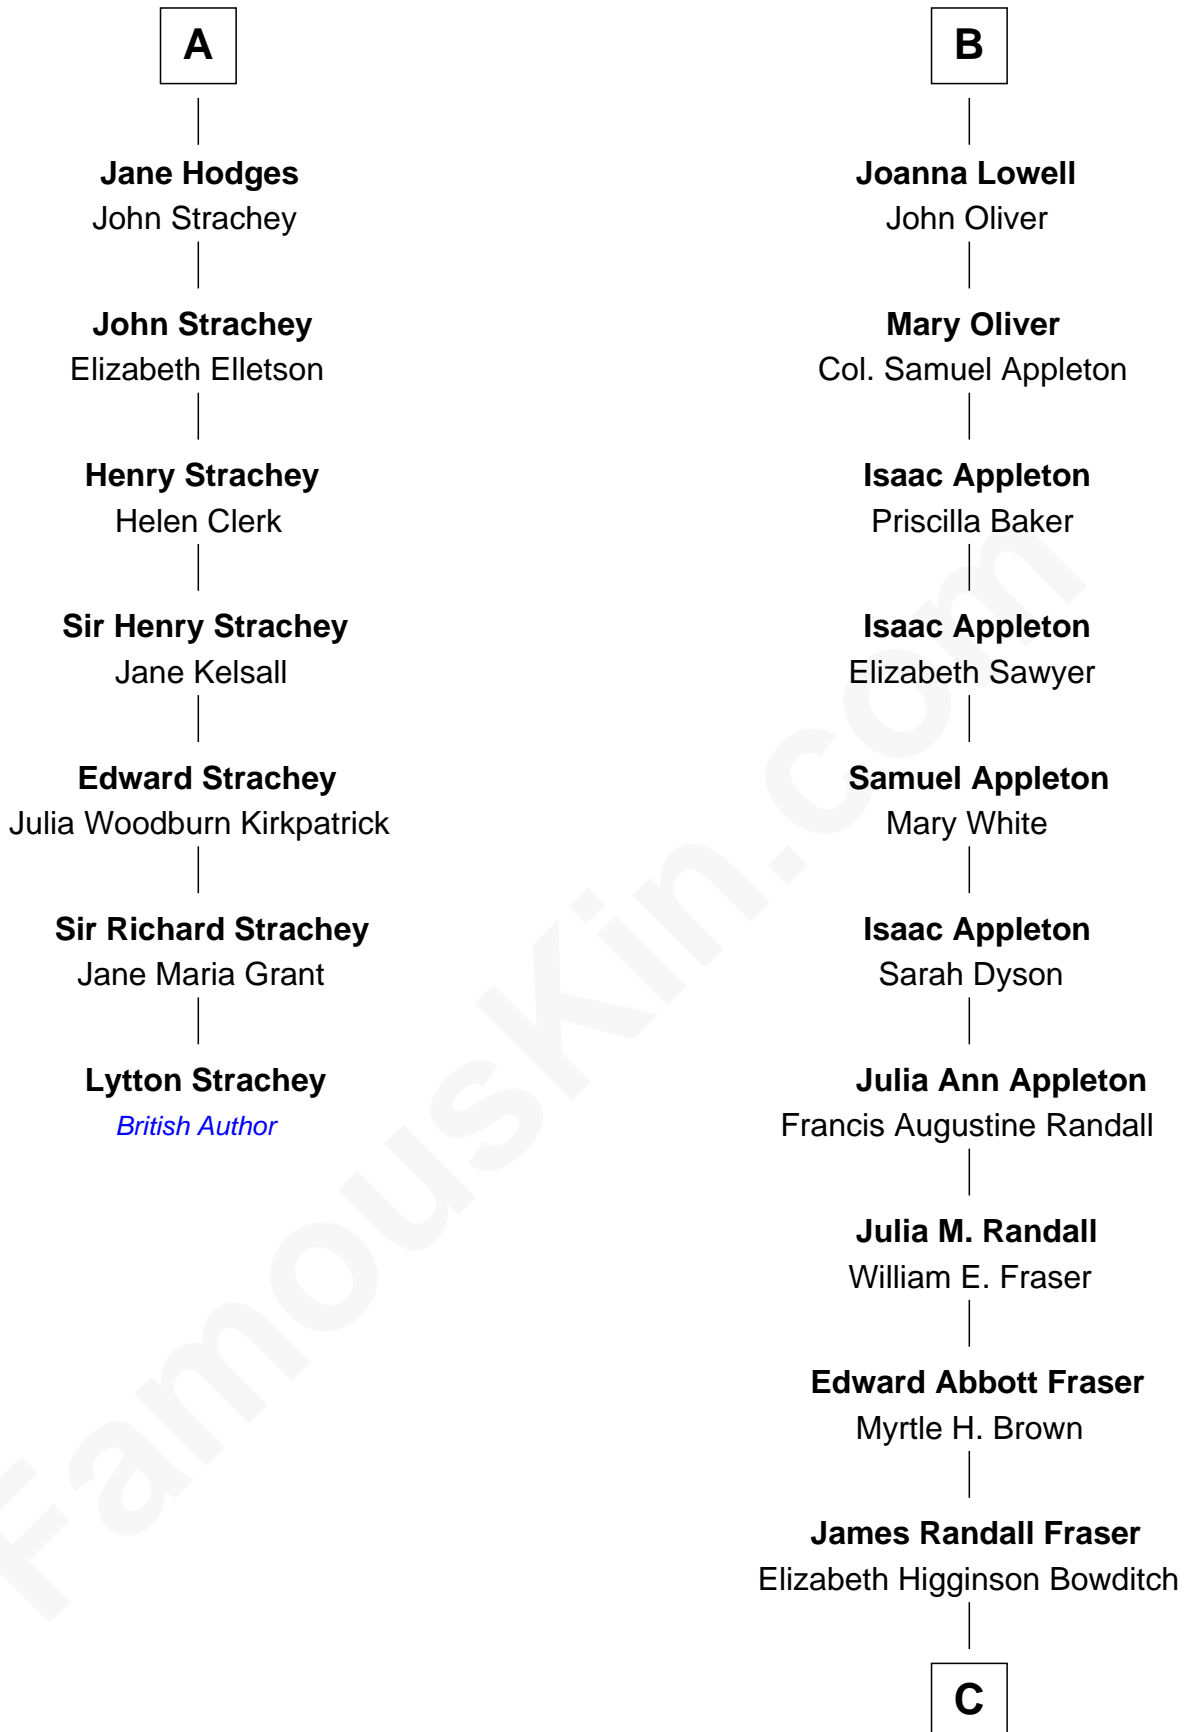 A
Jane Hodges
John Strachey
John Strachey
Elizabeth Elletson
Henry Strachey
Helen Clerk
Sir Henry Strachey
Jane Kelsall
Edward Strachey
Julia Woodburn Kirkpatrick
Sir Richard Strachey
Jane Maria Grant
Lytton Strachey
British Author
B
Joanna Lowell
John Oliver
Mary Oliver
Col. Samuel Appleton
Isaac Appleton
Priscilla Baker
Isaac Appleton
Elizabeth Sawyer
Samuel Appleton
Mary White
Isaac Appleton
Sarah Dyson
Julia Ann Appleton
Francis Augustine Randall
Julia M. Randall
William E. Fraser
Edward Abbott Fraser
Myrtle H. Brown
James Randall Fraser
Elizabeth Higginson Bowditch
C
FamousKin.com